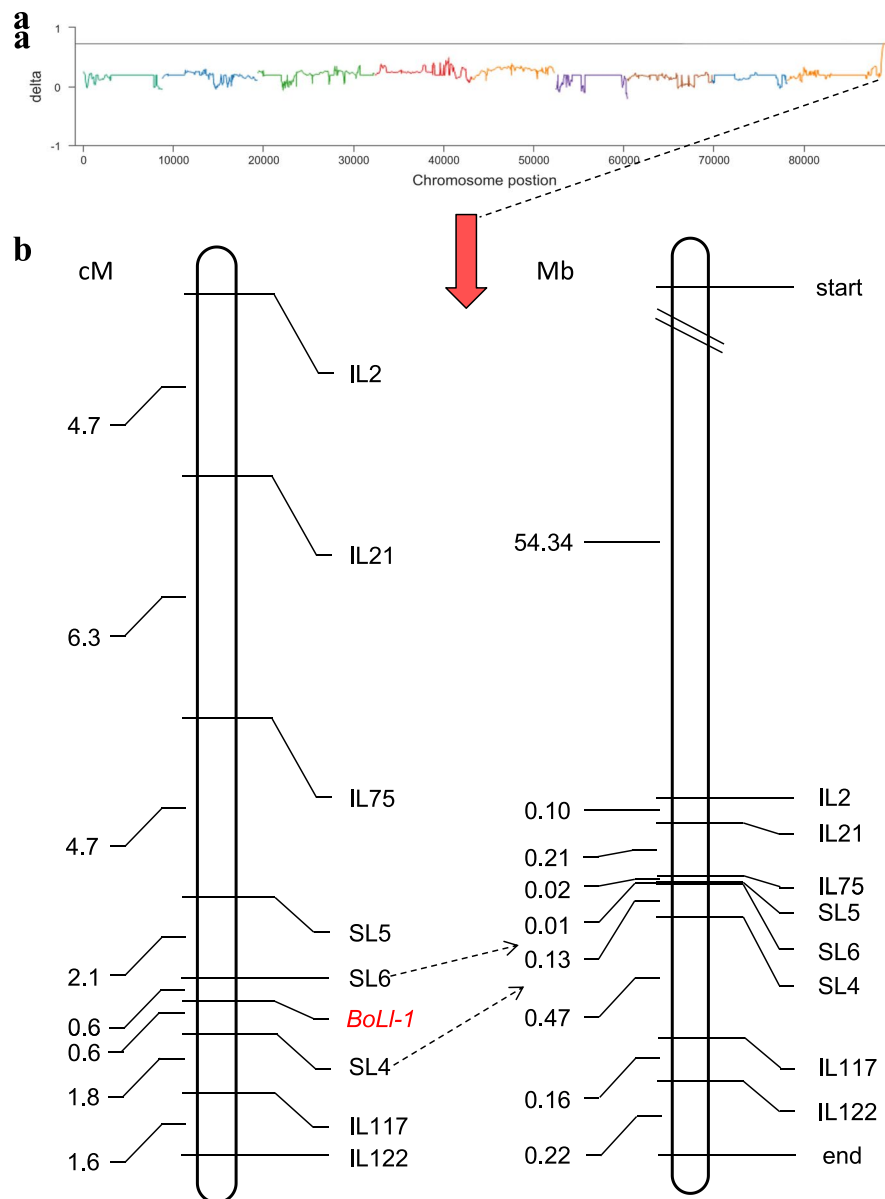 a
a
1
0
-1
delta
0 10000 20000 30000 40000 50000 60000 70000 80000
Chromosome postion
b
cM
Mb
start
IL2
4.7
IL21
54.34
6.3
IL75
IL2
0.10
IL21
4.7
0.21
IL75
0.02
SL5
0.01
SL5
SL6
0.13
2.1
SL6
SL4
0.6
BoLl-1
0.47
0.6
SL4
IL117
1.8
0.16
IL122
IL117
1.6
IL122
0.22
end